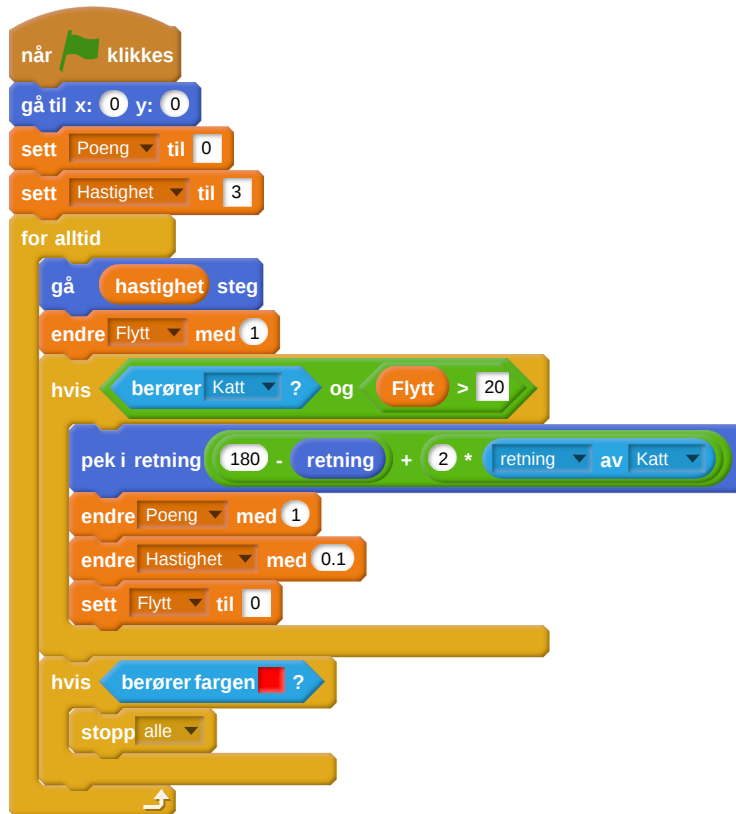 når klikkes
gå til x: 0 y: 0
sett Poeng til 0
sett Hastighet til 3
for alltid
gå hastighet steg
endre Flytt med 1
hvis berører Katt ? og Flytt > 20
pek i retning 180 - retning + 2 * retning av Katt
endre Poeng med 1
endre Hastighet med 0.1
sett Flytt til 0
hvis berører fargen ?
stopp alle